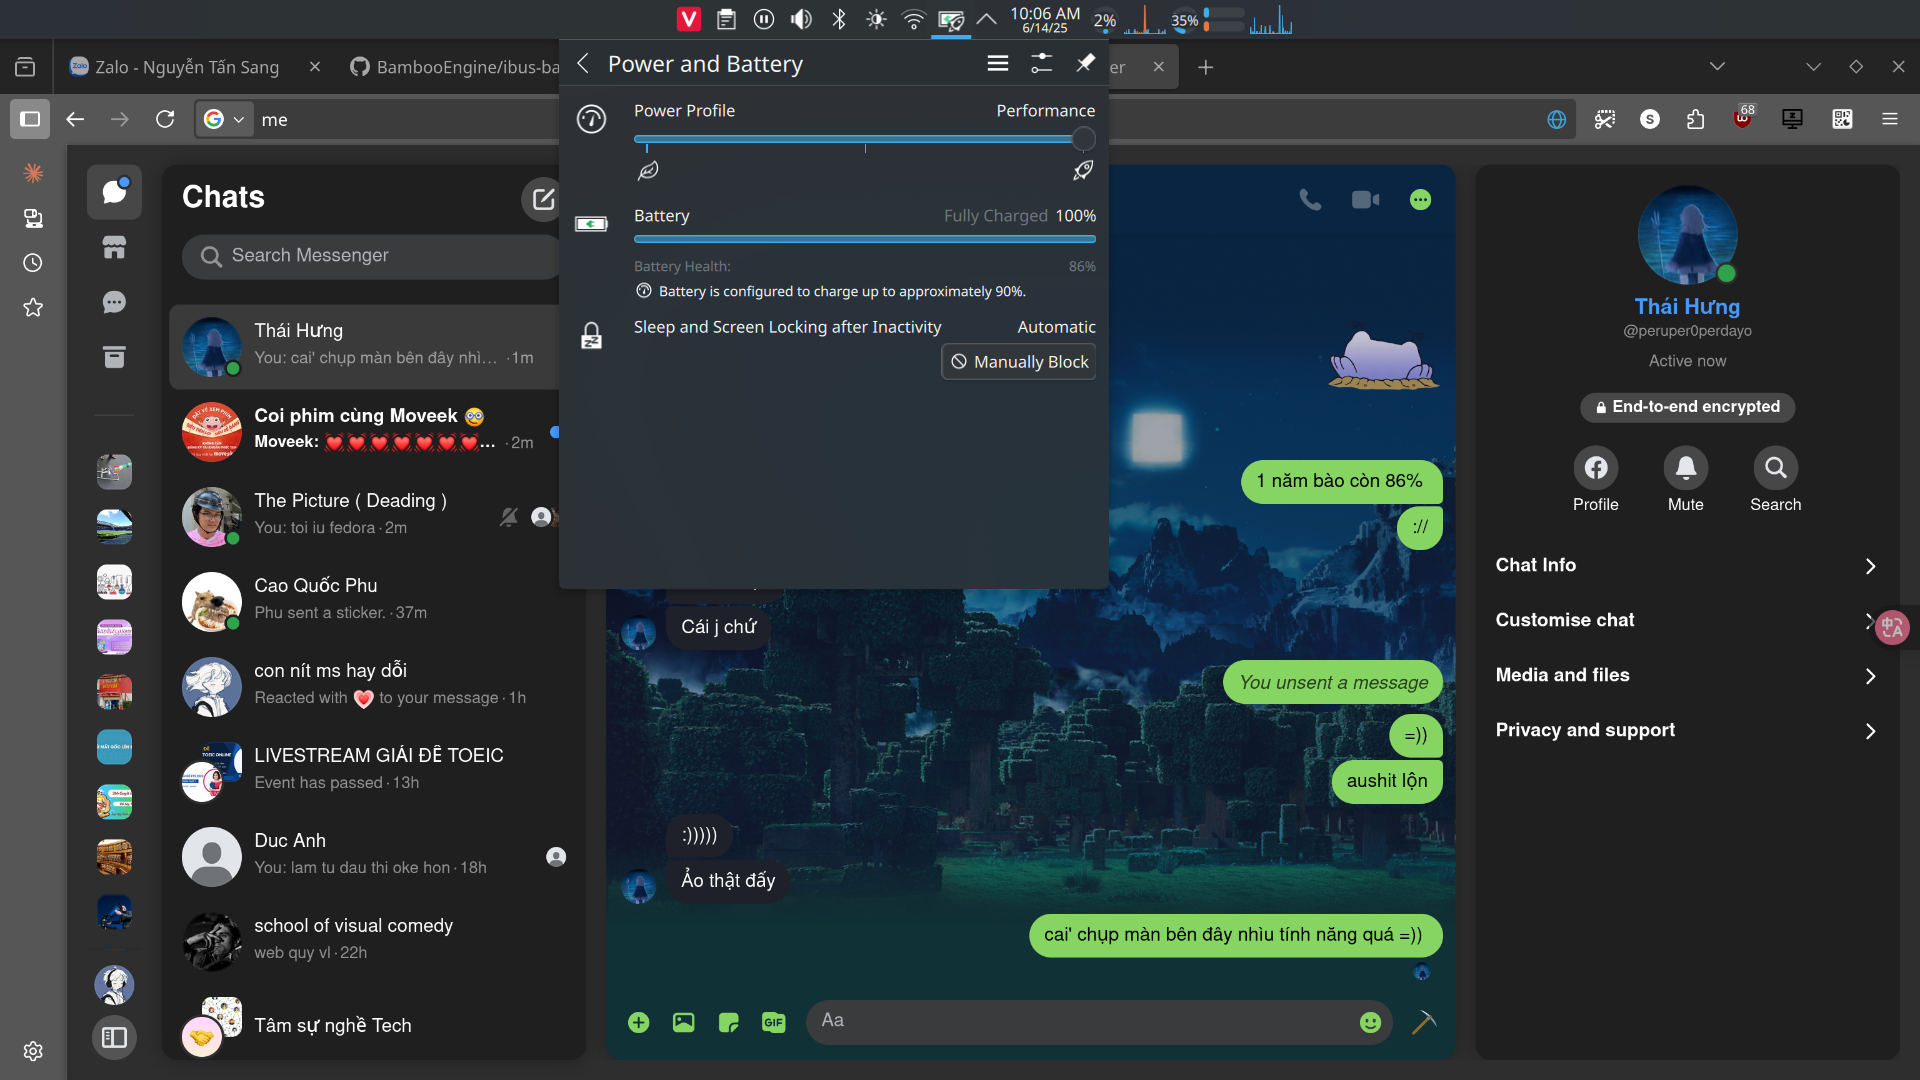 10:06 AM
6/14/25
2%
35%
Zalo - Nguyễn Tấn Sang
BambooEngine/ibus-ba
er
me
68
Power and Battery
Power Profile
Performance
Battery
Fully Charged 100%
Battery Health:
86%
Battery is configured to charge up to approximately 90%.
Sleep and Screen Locking after Inactivity
Automatic
Manually Block
Chats
Search Messenger
Thái Hưng
You: cai' chụp màn bên đây nhì... · 1m
Coi phim cùng Moveek
Moveek: ... · 2m
The Picture ( Deading )
You: toi iu fedora · 2m
Cao Quốc Phu
Phu sent a sticker. · 37m
con nít ms hay dỗi
Reacted with ❤ to your message · 1h
LIVESTREAM GIẢI ĐỀ TOEIC
Event has passed · 13h
Duc Anh
You: lam tu dau thi oke hon · 18h
school of visual comedy
web quy vl · 22h
Tâm sự nghề Tech
1 năm bào còn 86%
://
Cái j chứ
You unsent a message
=))
aushit lộn
:)))))
Ảo thật đấy
cai' chụp màn bên đây nhìu tính năng quá =))
GIF
Aa
Thái Hưng
@peruper0perdayo
Active now
End-to-end encrypted
Profile
Mute
Search
Chat Info
Customise chat
Media and files
Privacy and support